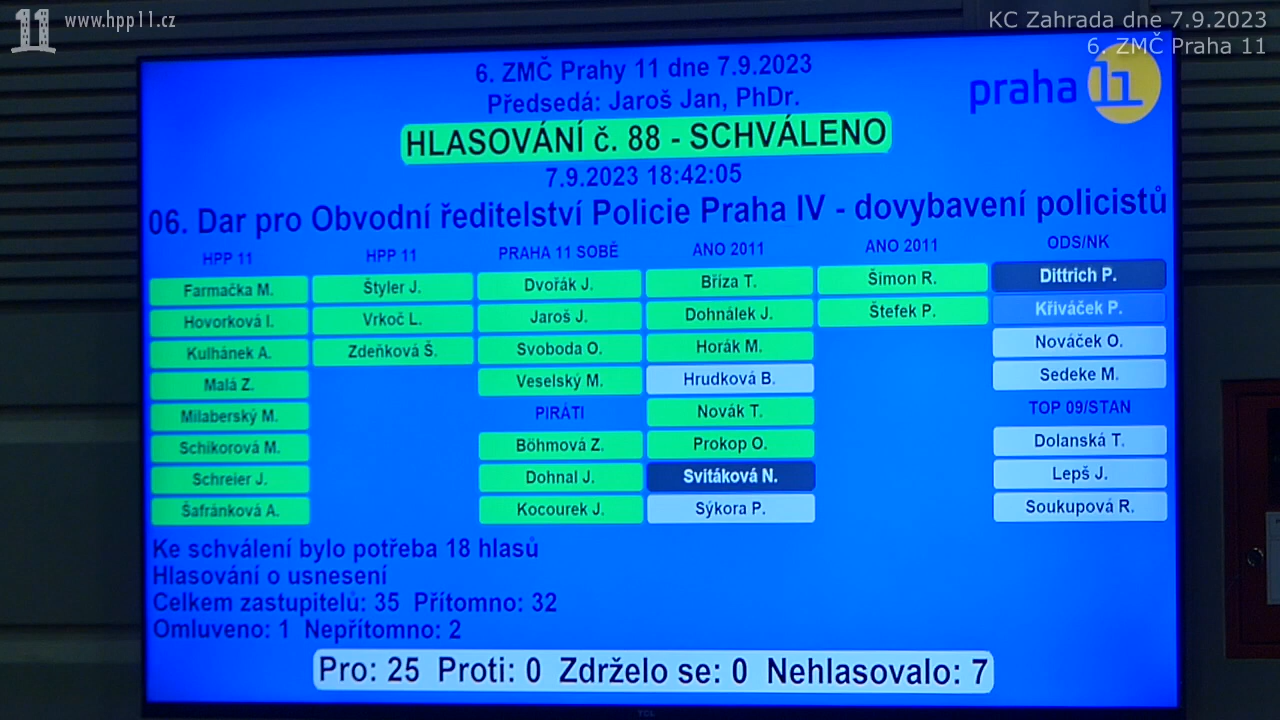 11 www.hpp11.cz
KC Zahrada dne 7.9.2023
6. ZMČ Praha 11
6. ZMČ Prahy 11 dne 7.9.2023
Předsedá: Jaroš Jan, PhDr.
praha 11
HLASOVÁNÍ č. 88 - SCHVÁLENO
7.9.2023 18:42:05
06. Dar pro Obvodní ředitelství Policie Praha IV - dovybavení policistů
HPP 11
Farmačka M.
Hovorková I.
Kulhánek A.
Malá Z.
Milaberský M.
Schikorová M.
Schreier J.
Šafránková A.
HPP 11
Štyler J.
Vrkoč L.
Zdeňková Š.
PRAHA 11 SOBĚ
Dvořák J.
Jaroš J.
Svoboda O.
Veselský M.
PIRÁTI
Böhmová Z.
Dohnal J.
Kocourek J.
ANO 2011
Bříza T.
Dohnálek J.
Horák M.
Hrudková B.
Novák T.
Prokop O.
Svitáková N.
Sýkora P.
ANO 2011
Šimon R.
Štefek P.
ODS/NK
Dittrich P.
Křiváček P.
Nováček O.
Sedeke M.
TOP 09/STAN
Dolanská T.
Lepš J.
Soukupová R.
Ke schválení bylo potřeba 18 hlasů
Hlasování o usnesení
Celkem zastupitelů: 35 Přítomno: 32
Omluveno: 1 Nepřítomno: 2
Pro: 25 Proti: 0 Zdrželo se: 0 Nehlasovalo: 7
TCL